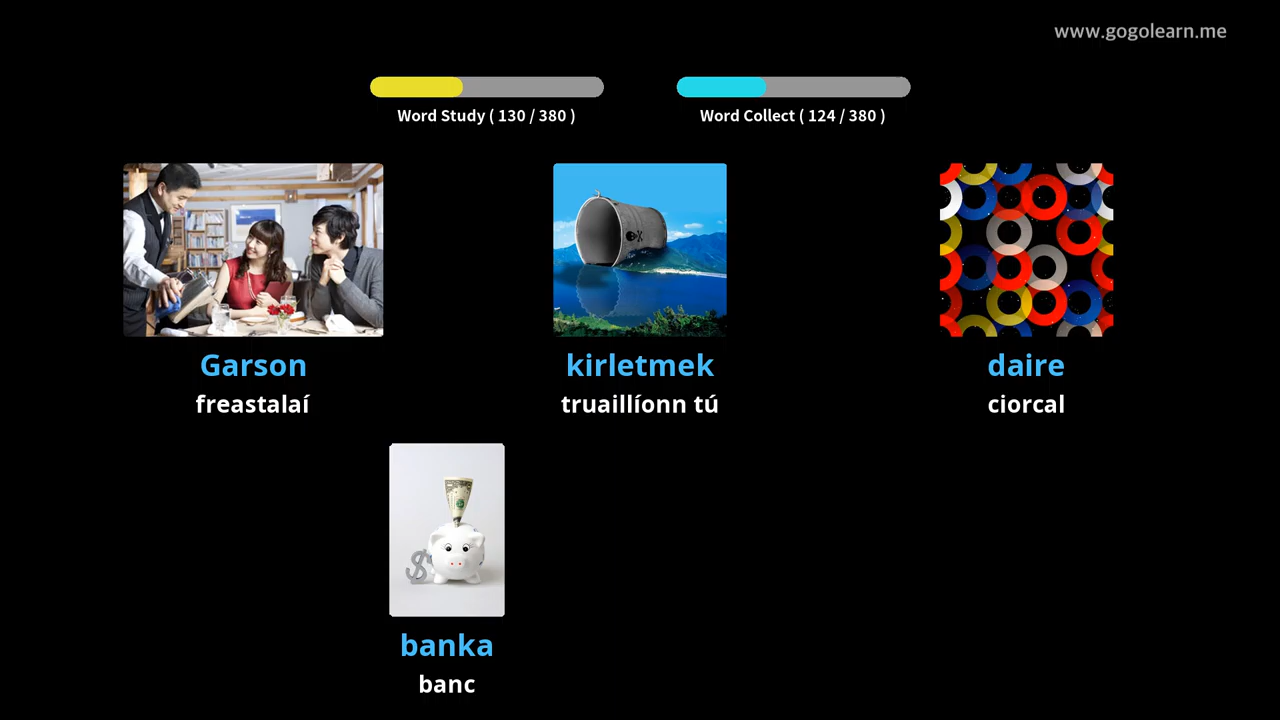 www.gogolearn.me
Word Study ( 130 / 380 )
Word Collect ( 124 / 380 )
Garson
freastalaí
kirletmek
truaillíonn tú
daire
ciorcal
banka
banc